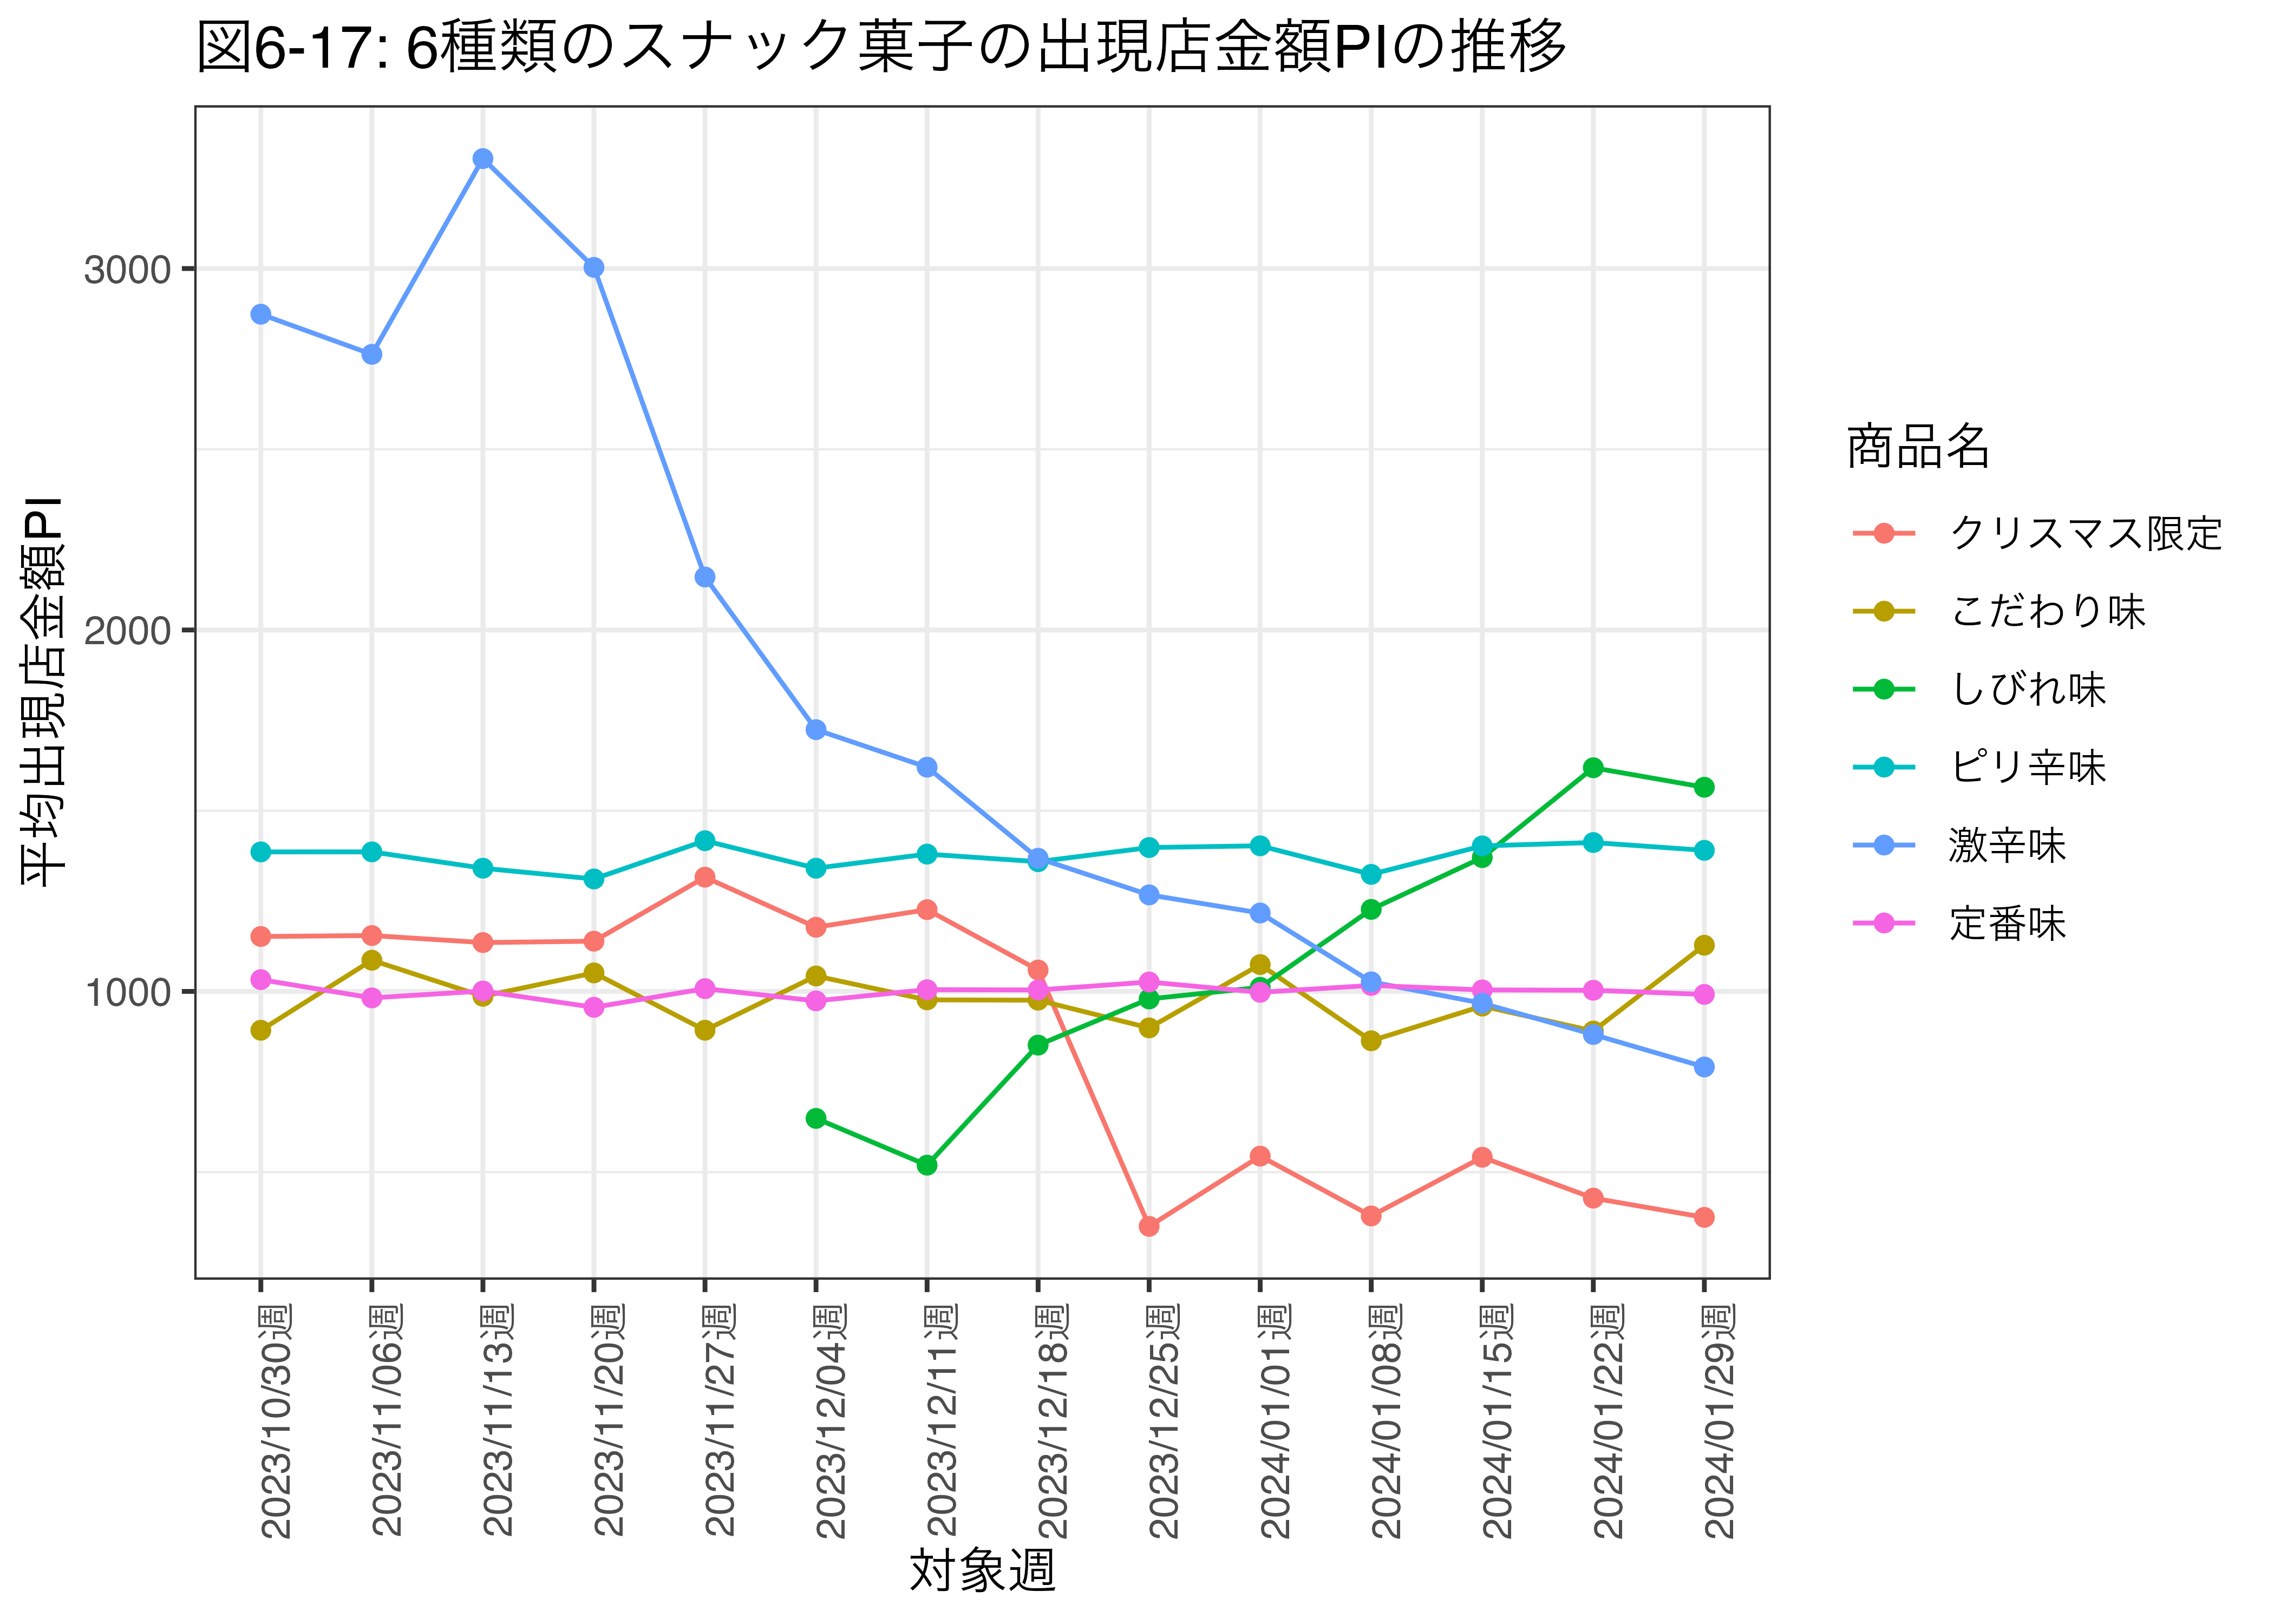 図6-17: 6種類のスナック菓子の出現店金額PIの推移
平均出現店金額PI
3000
2000
1000
2023/10/30週
2023/11/06週
2023/11/13週
2023/11/20週
2023/11/27週
2023/12/04週
2023/12/11週
2023/12/18週
2023/12/25週
2024/01/01週
2024/01/08週
2024/01/15週
2024/01/22週
2024/01/29週
対象週
商品名
クリスマス限定
こだわり味
しびれ味
ピリ辛味
激辛味
定番味